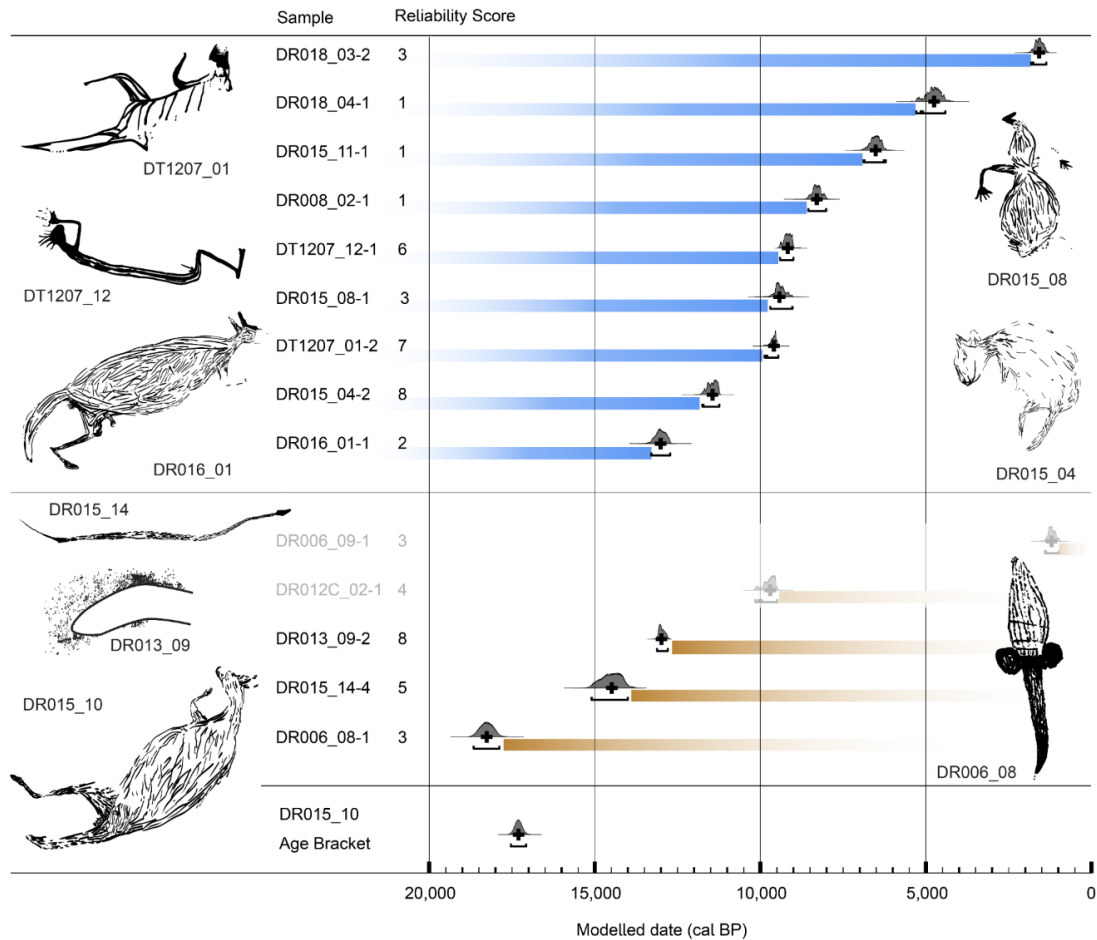 Sample Reliability Score
DR018_03-2 3
DR018_04-1 1
DR015_11-1 1
DT1207_01
DR008_02-1 1
DT1207_12-1 6
DR015_08
DT1207_12
DR015_08-1 3
DT1207_01-2 7
DR015_04-2 8
DR016_01-1 2
DR016_01
DR015_04
DR015_14
DR006_09-1 3
DR012C_02-1 4
DR013_09-2 8
DR013_09
DR015_14-4 5
DR015_10
DR006_08-1 3
DR006_08
DR015_10
Age Bracket
20,000 15,000 10,000 5,000 0
Modelled date (cal BP)